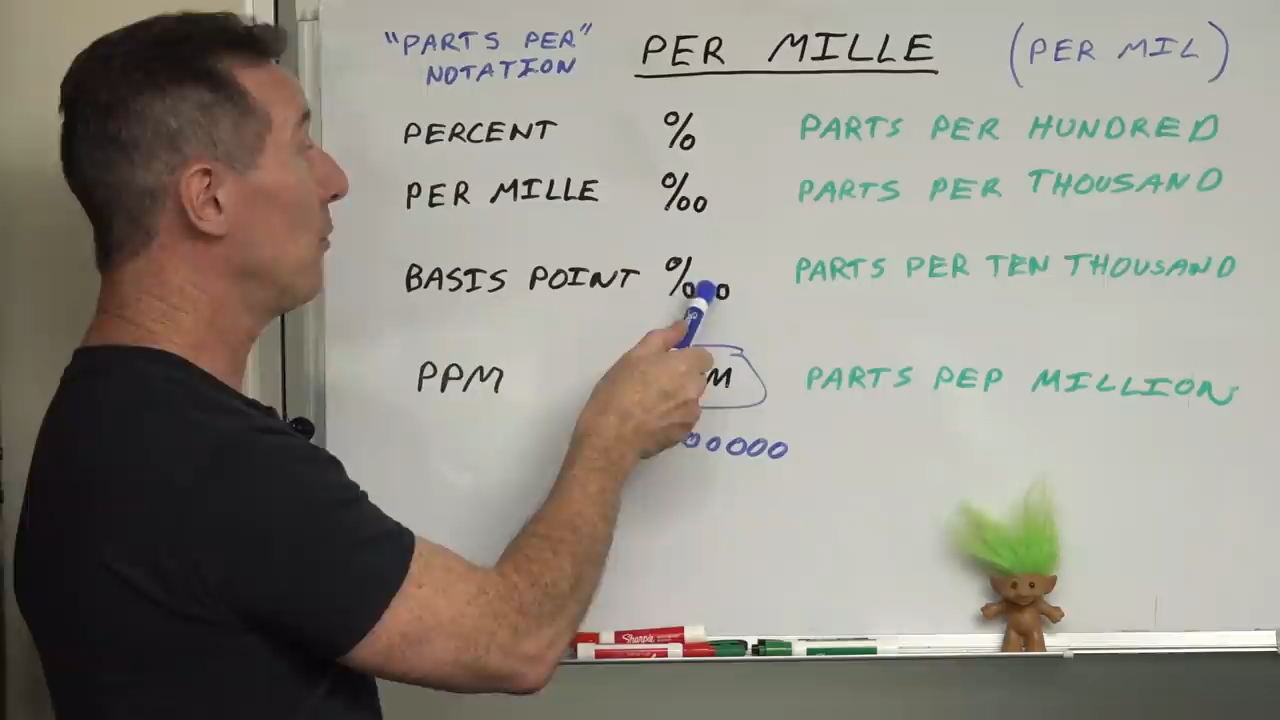 "PARTS PER" NOTATION
PER MILLE
(PER MIL)
PERCENT % PARTS PER HUNDRED
PER MILLE ‰ PARTS PER THOUSAND
BASIS POINT ‱ PARTS PER TEN THOUSAND
PPM M PARTS PEP MILLION
00000
Sharpie